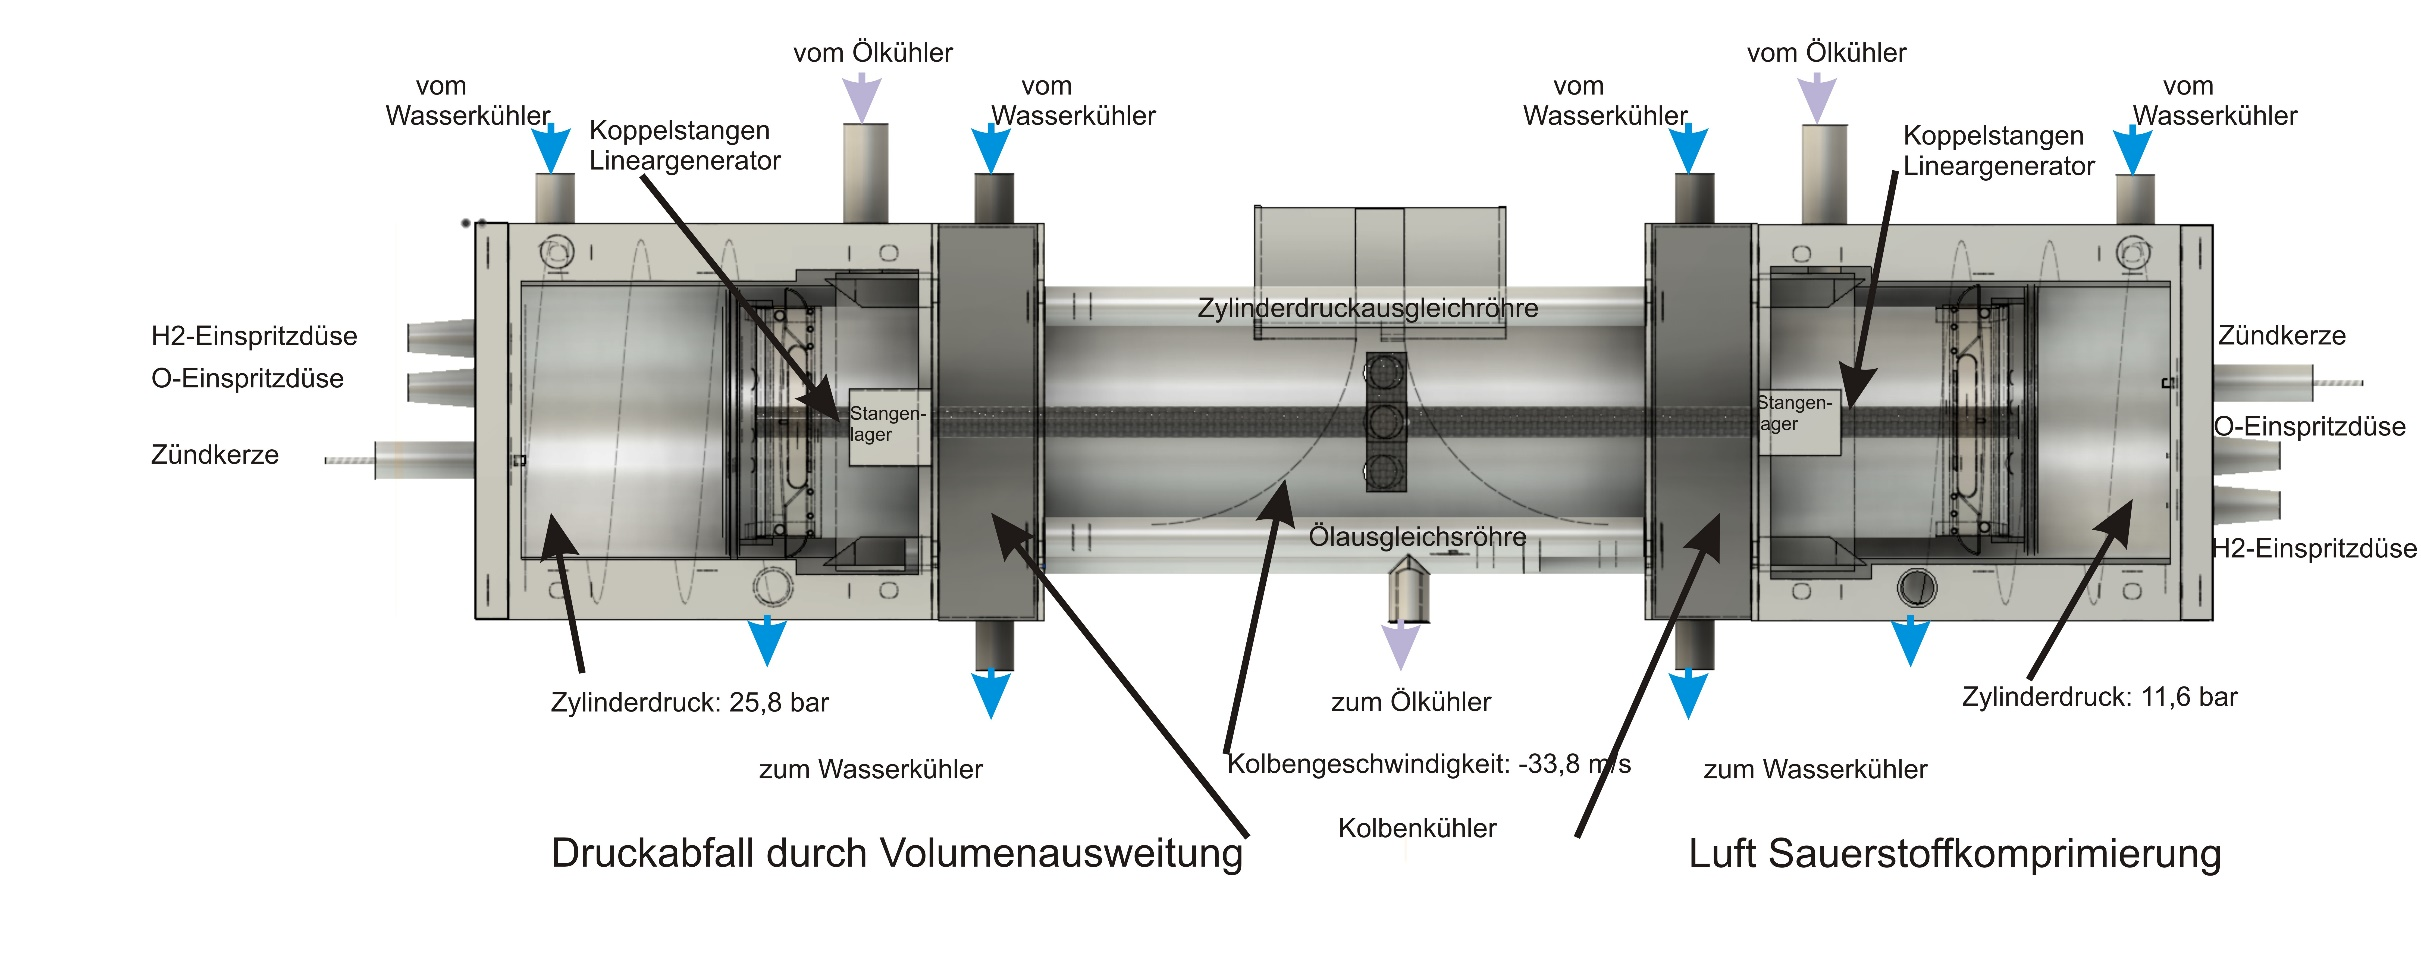 vom Ölkühler
vom Ölkühler
vom
Wasserkühler
vom
Wasserkühler
vom
Wasserkühler
vom
Wasserkühler
Koppelstangen
Lineargenerator
Koppelstangen
Lineargenerator
Zylinderdruckausgleichröhre
H2-Einspritzdüse
O-Einspritzdüse
Zündkerze
Stangen-
lager
Stangen-
ager
Zündkerze
O-Einspritzdüse
H2-Einspritzdüse
Ölausgleichsröhre
Zylinderdruck: 25,8 bar
zum Ölkühler
Zylinderdruck: 11,6 bar
zum Wasserkühler
Kolbengeschwindigkeit: -33,8 m/s
zum Wasserkühler
Kolbenkühler
Druckabfall durch Volumenausweitung
Luft Sauerstoffkomprimierung